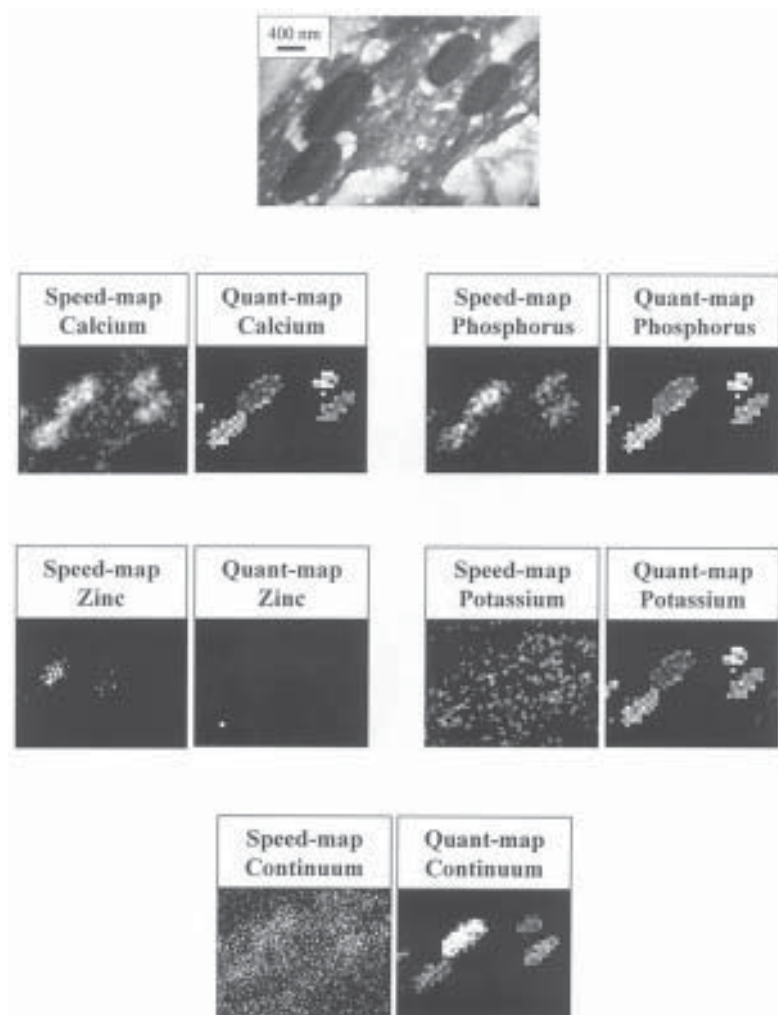 400 nm
Speed-map
Calcium
Quant-map
Calcium
Speed-map
Phosphorus
Quant-map
Phosphorus
Speed-map
Zinc
Quant-map
Zinc
Speed-map
Potassium
Quant-map
Potassium
Speed-map
Continuum
Quant-map
Continuum